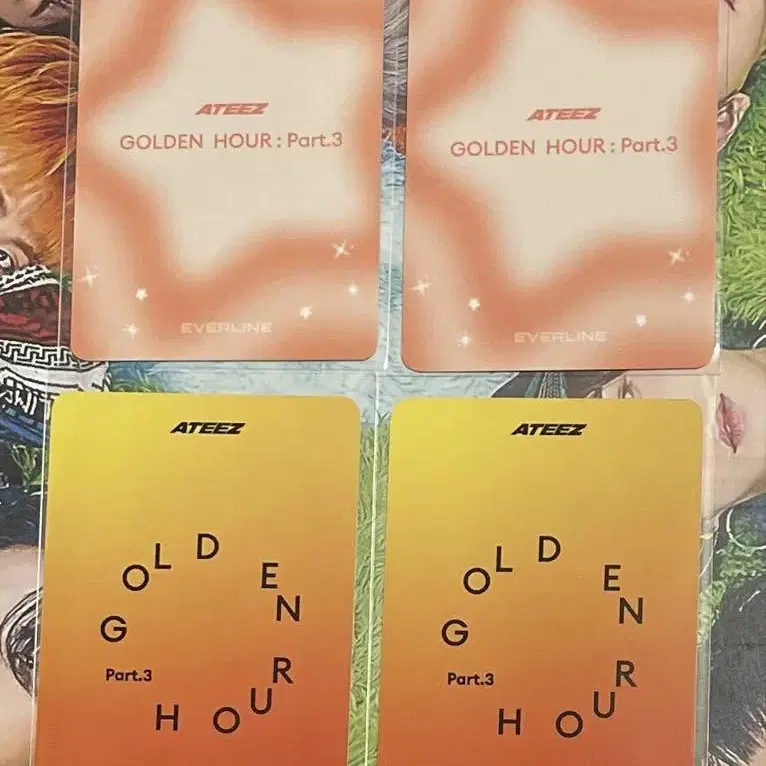 ATEEZ
GOLDEN HOUR : Part.3
EVERLINE
ATEEZ
GOLDEN HOUR : Part.3
EVERLINE
ATEEZ
GOLDEN
Part.3
HOUR
ATEEZ
GOLDEN
Part.3
HOUR